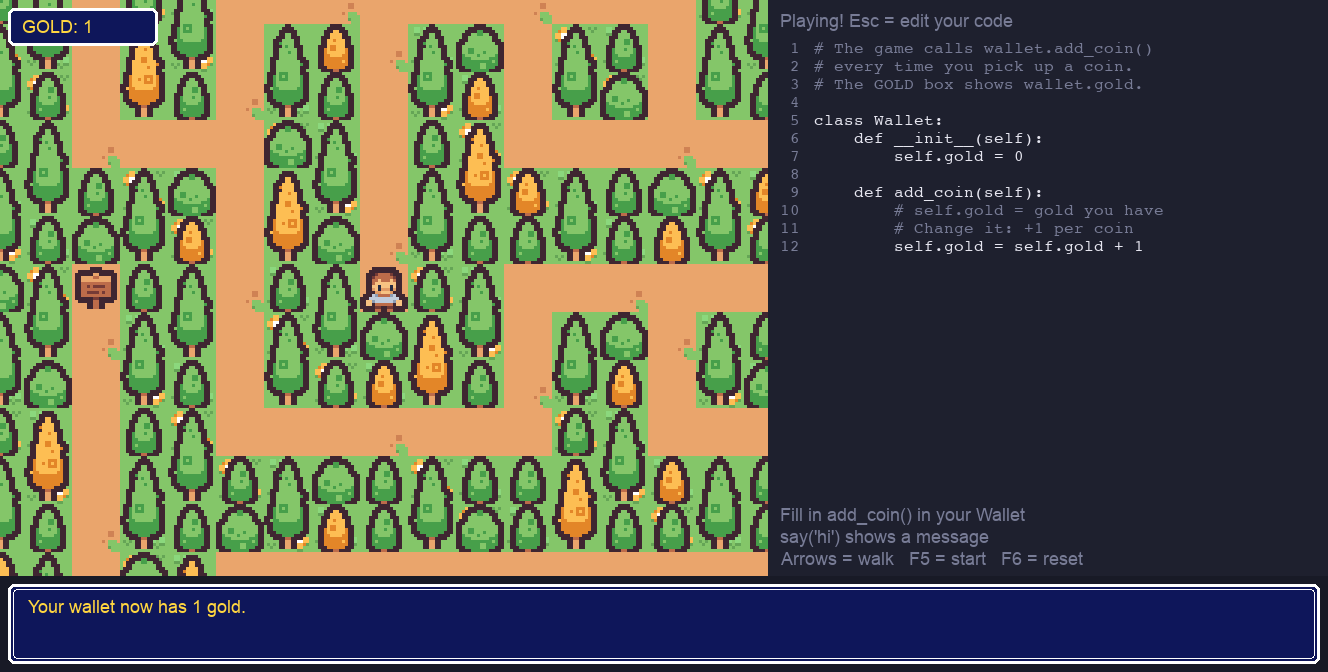 GOLD: 1
Playing! Esc = edit your code
1 # The game calls wallet.add_coin()
2 # every time you pick up a coin.
3 # The GOLD box shows wallet.gold.
4
5 class Wallet:
6     def __init__(self):
7         self.gold = 0
8
9     def add_coin(self):
10         # self.gold = gold you have
11         # Change it: +1 per coin
12         self.gold = self.gold + 1
Fill in add_coin() in your Wallet
say('hi') shows a message
Arrows = walk   F5 = start   F6 = reset
Your wallet now has 1 gold.